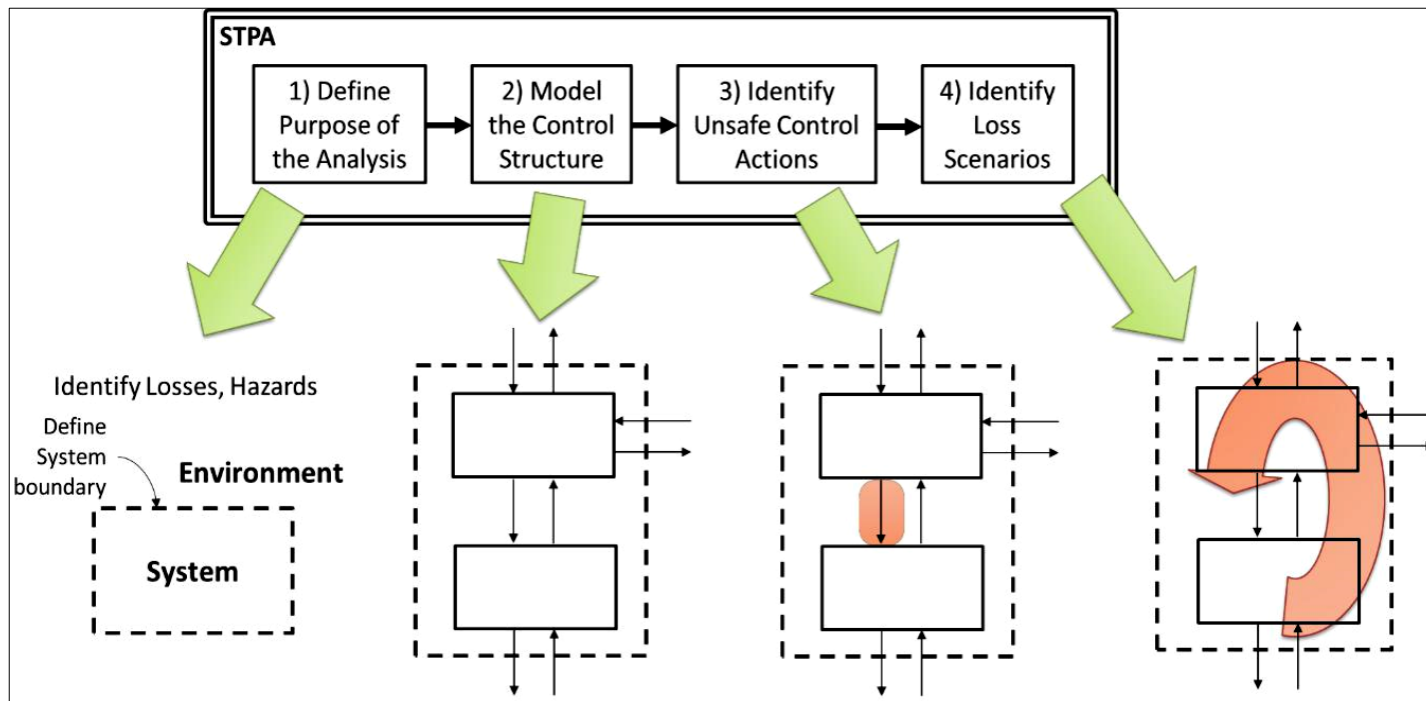 STPA
1) Define
Purpose of
the Analysis
2) Model
the Control
Structure
3) Identify
Unsafe Control
Actions
4) Identify
Loss
Scenarios
Identify Losses, Hazards
Define
System
boundary
Environment
System